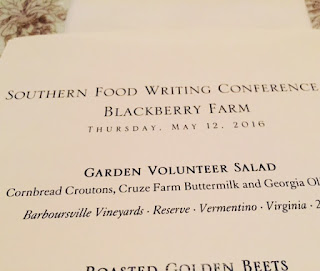 Southern Food Writing Conference
Blackberry Farm
Thursday, May 12, 2016
Garden Volunteer Salad
Cornbread Croutons, Cruze Farm Buttermilk and Georgia
Barboursville Vineyards · Reserve · Vermentino · Virginia ·
Roasted Golden Beets